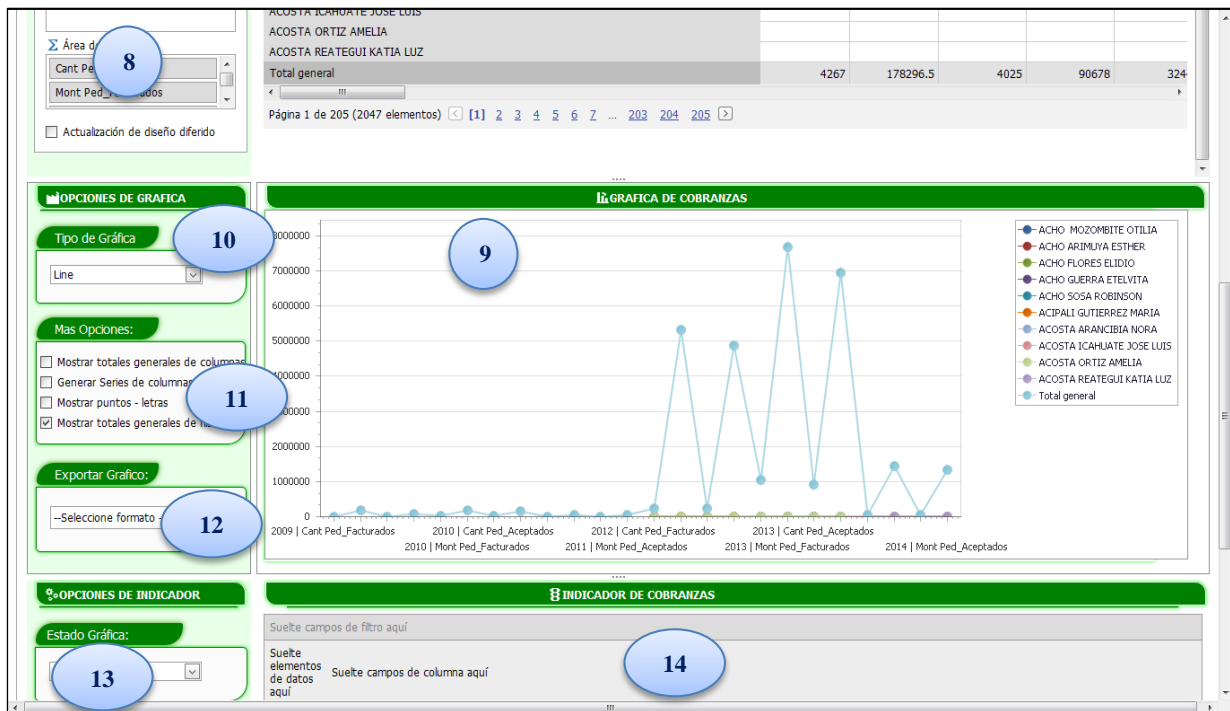 ACOSTA ICAHUATE JOSE LUIS
ACOSTA ORTIZ AMELIA
ACOSTA REATEGUI KATIA LUZ
Total general 4267 178296.5 4025 90678
Página 1 de 205 (2047 elementos) [1] 2 3 4 5 6 7 ... 203 204 205
Σ Área
8
Cant
Mont
Actualización de diseño diferido
OPCIONES DE GRAFICA
Tipo de Gráfica
10
Line
Mas Opciones:
Mostrar totales generales de columnas
Generar Series de columnas
Mostrar puntos - letras
Mostrar totales generales de
11
Exportar Grafico:
--Seleccione formato -
12
GRAFICA DE COBRANZAS
9
8000000
7000000
6000000
5000000
4000000
3000000
2000000
1000000
0
2009 | Cant Ped_Facturados
2010 | Mont Ped_Facturados
2010 | Cant Ped_Aceptados
2011 | Mont Ped_Aceptados
2012 | Cant Ped_Facturados
2013 | Mont Ped_Facturados
2013 | Cant Ped_Aceptados
2014 | Mont Ped_Aceptados
ACHO MOZOMBITE OTILIA
ACHO ARIMUYA ESTHER
ACHO FLORES ELIDIO
ACHO GUERRA ETELVITA
ACHO SOSA ROBINSON
ACIPALI GUTIERREZ MARIA
ACOSTA ARANCIBIA NORA
ACOSTA ICAHUATE JOSE LUIS
ACOSTA ORTIZ AMELIA
ACOSTA REATEGUI KATIA LUZ
Total general
OPCIONES DE INDICADOR
Estado Gráfica:
13
INDICADOR DE COBRANZAS
Suelte campos de filtro aquí
Suelte
elementos
de datos
aquí
Suelte campos de columna aquí
14